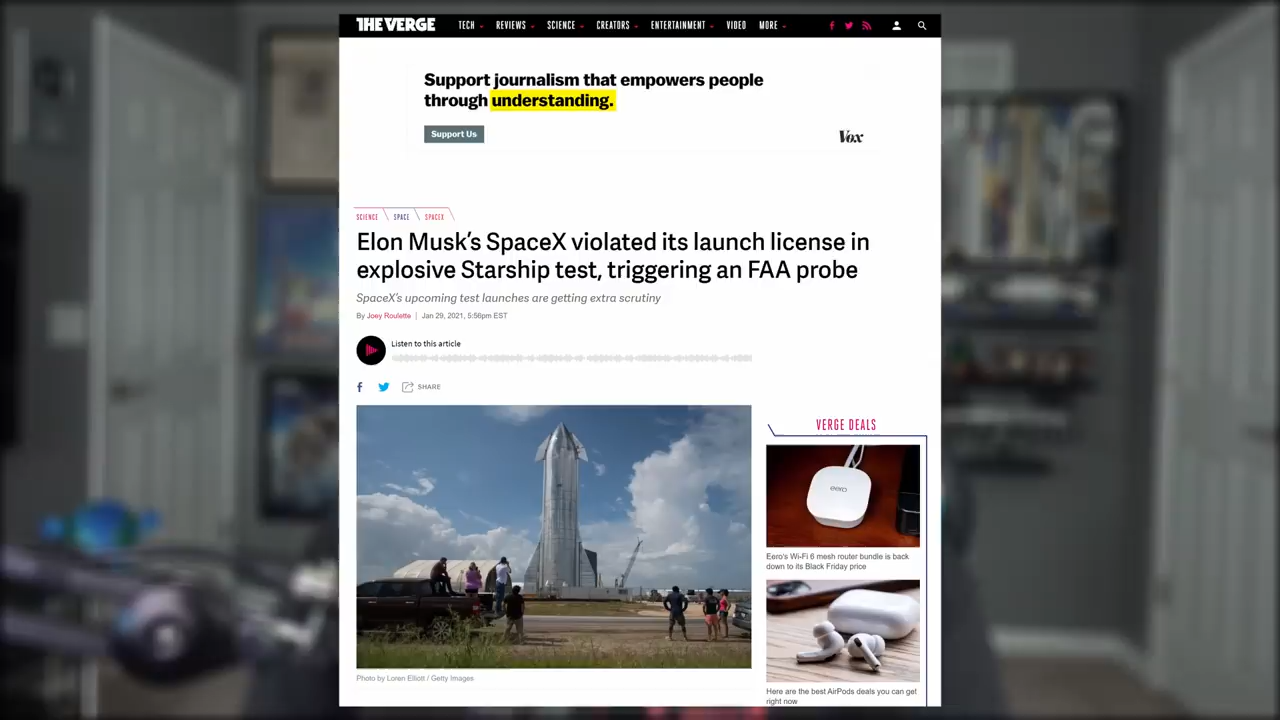 THE VERGE
TECH REVIEWS SCIENCE CREATORS ENTERTAINMENT VIDEO MORE
Support journalism that empowers people
through understanding.
Support Us
Vox
SCIENCE SPACE SPACEX
Elon Musk's SpaceX violated its launch license in
explosive Starship test, triggering an FAA probe
SpaceX's upcoming test launches are getting extra scrutiny
By Joey Roulette | Jan 29, 2021, 5:56pm EST
Listen to this article
SHARE
Photo by Loren Elliott / Getty Images
VERGE DEALS
eero
Eero's Wi-Fi 6 mesh router bundle is back
down to its Black Friday price
Here are the best AirPods deals you can get
right now